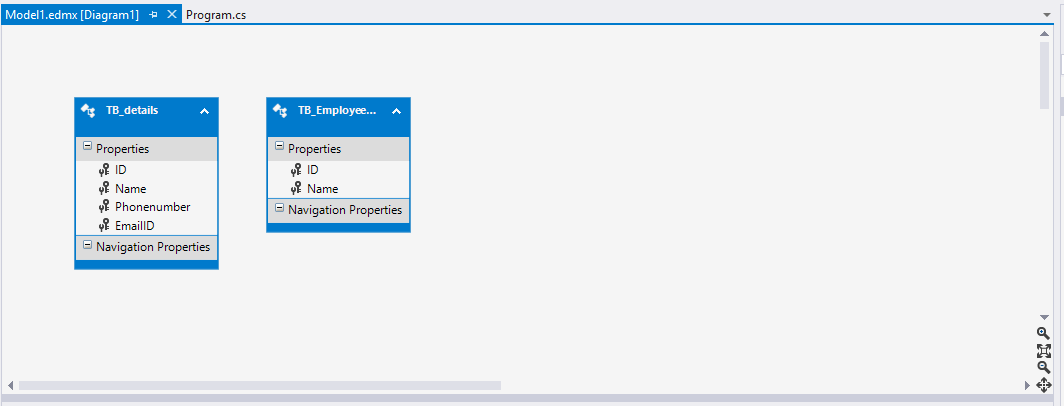 Model1.edmx [Diagram1] Program.cs
TB_details
Properties
ID
Name
Phonenumber
EmailID
Navigation Properties
TB_Employee...
Properties
ID
Name
Navigation Properties